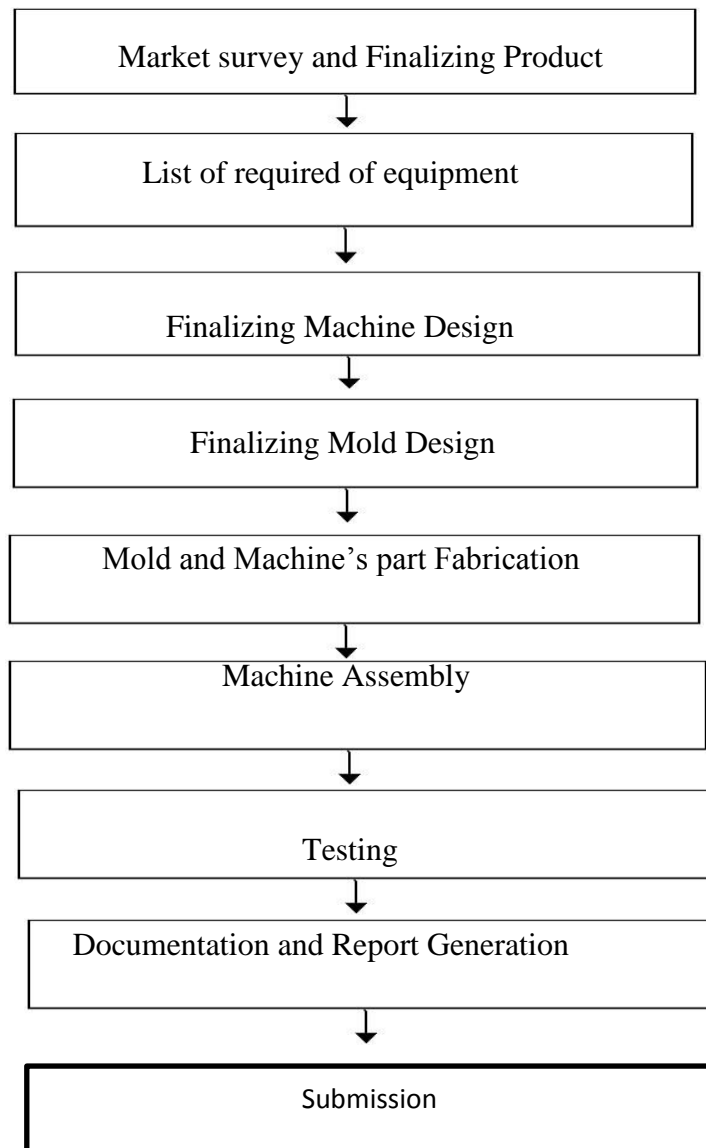 Market survey and Finalizing Product
List of required of equipment
Finalizing Machine Design
Finalizing Mold Design
Mold and Machine’s part Fabrication
Machine Assembly
Testing
Documentation and Report Generation
Submission